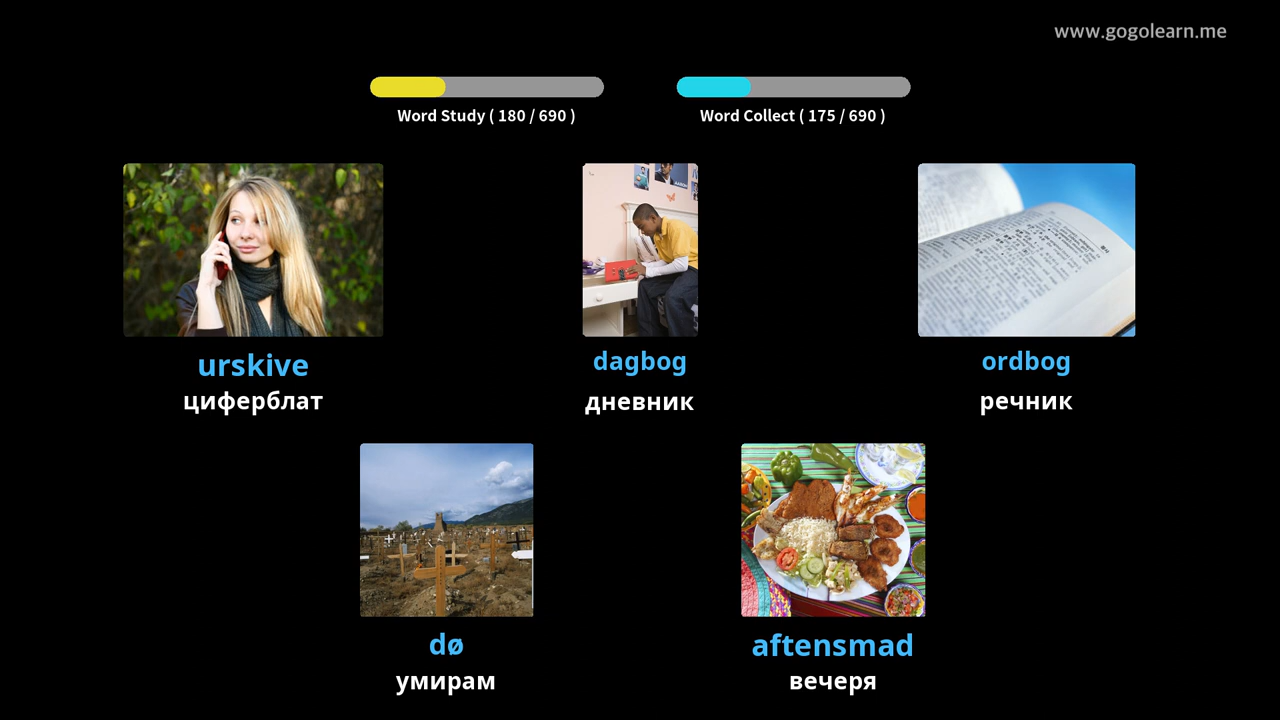 www.gogolearn.me
Word Study ( 180 / 690 )
Word Collect ( 175 / 690 )
urskive
циферблат
dagbog
дневник
ordbog
речник
dø
умирам
aftensmad
вечеря